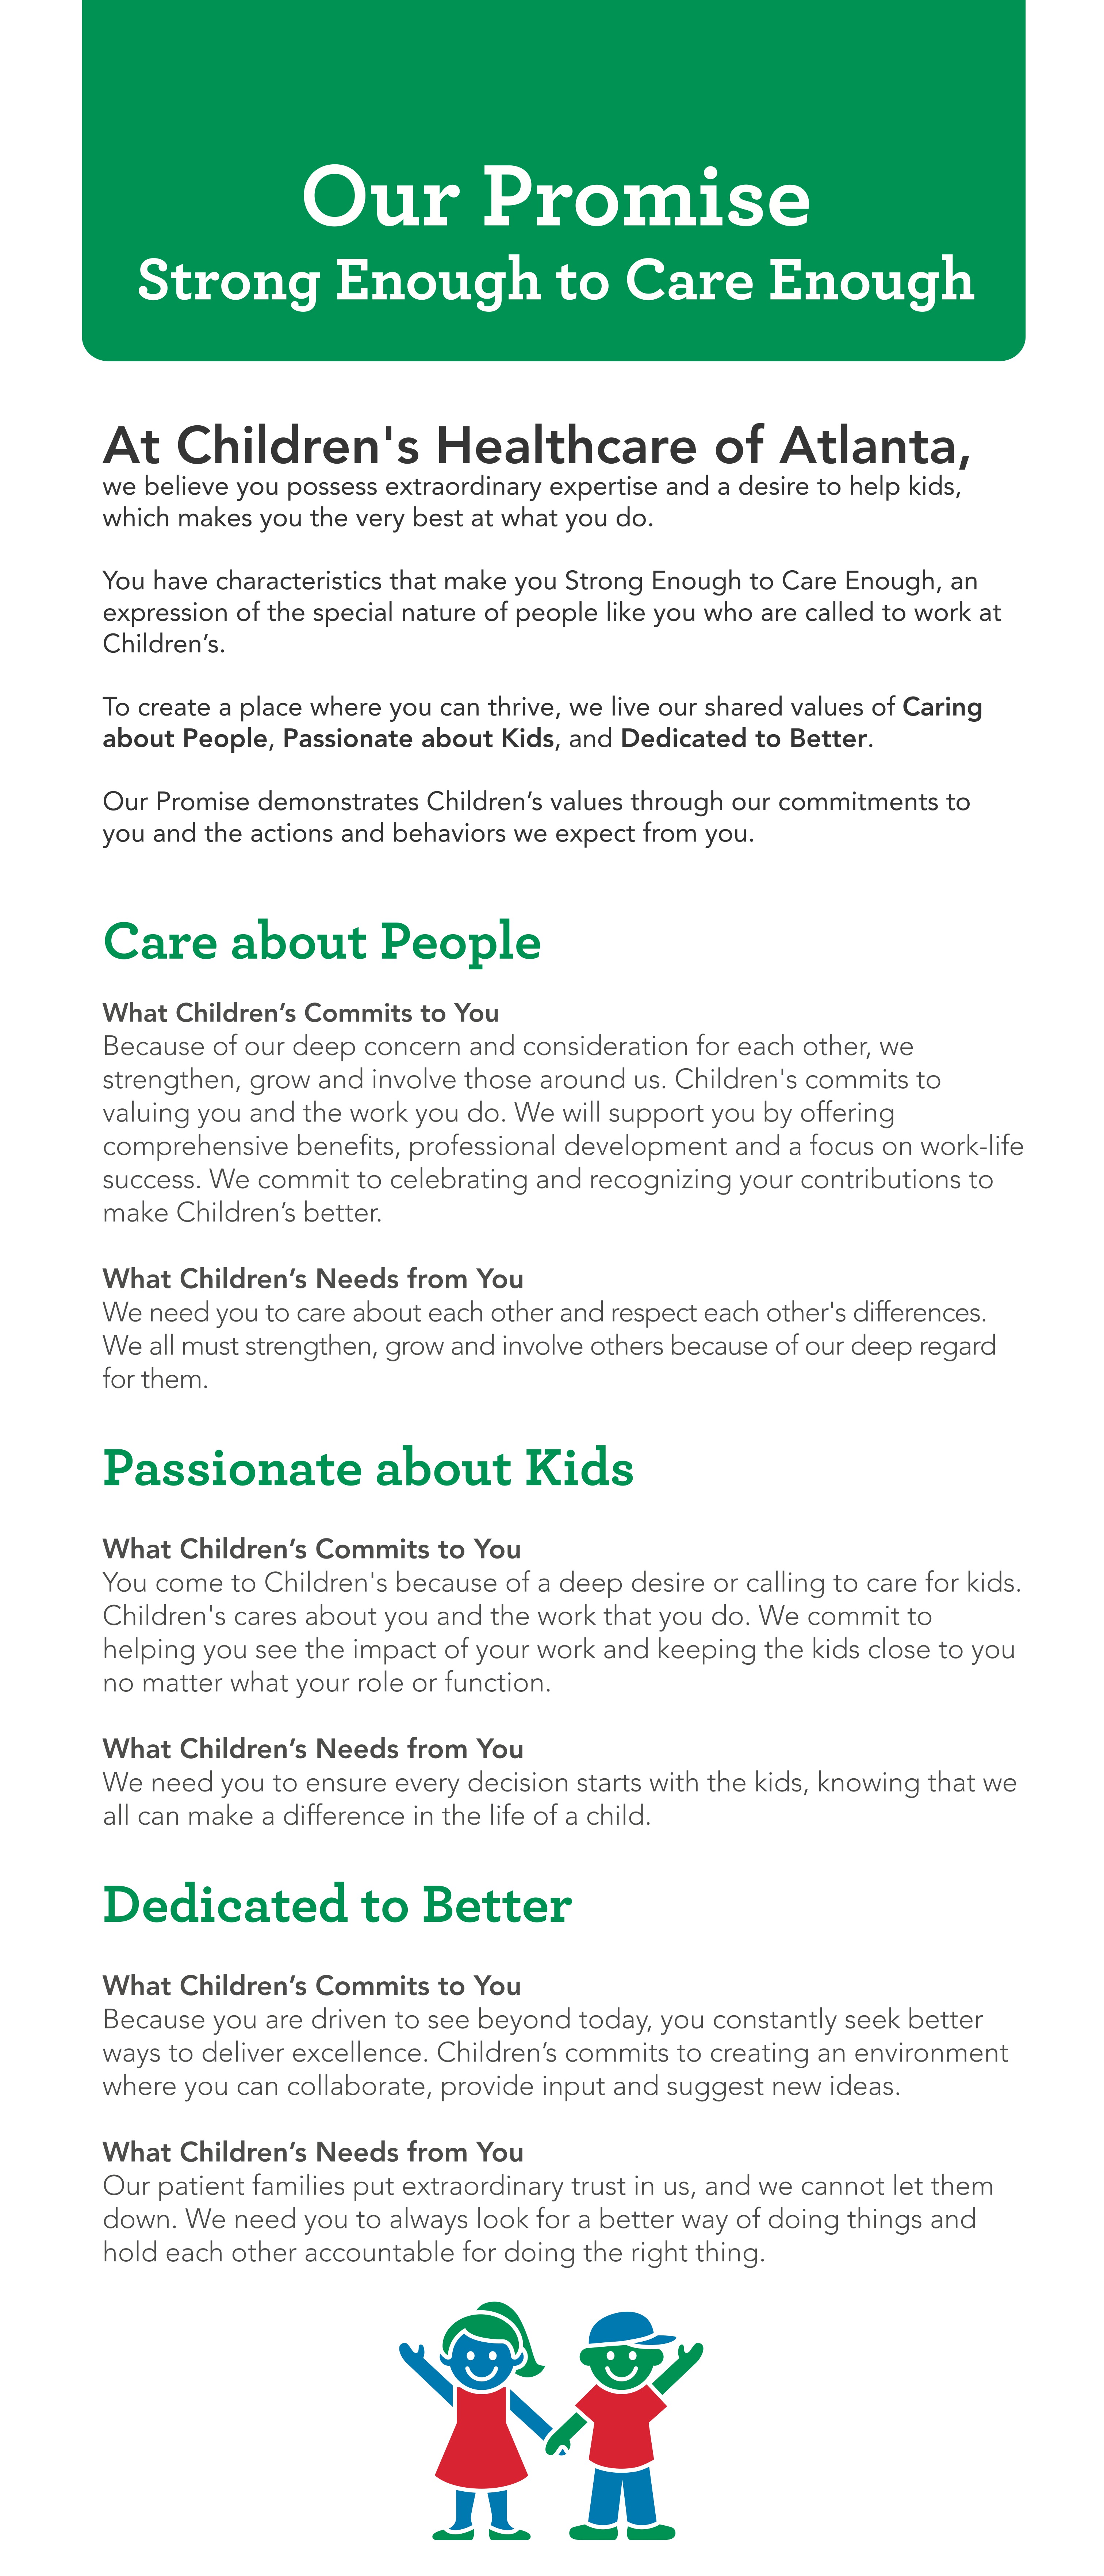 Our Promise
Strong Enough to Care Enough
At Children's Healthcare of Atlanta,
we believe you possess extraordinary expertise and a desire to help kids,
which makes you the very best at what you do.
You have characteristics that make you Strong Enough to Care Enough, an
expression of the special nature of people like you who are called to work at
Children’s.
To create a place where you can thrive, we live our shared values of Caring
about People, Passionate about Kids, and Dedicated to Better.
Our Promise demonstrates Children’s values through our commitments to
you and the actions and behaviors we expect from you.
Care about People
What Children’s Commits to You
Because of our deep concern and consideration for each other, we
strengthen, grow and involve those around us. Children's commits to
valuing you and the work you do. We will support you by offering
comprehensive benefits, professional development and a focus on work-life
success. We commit to celebrating and recognizing your contributions to
make Children’s better.
What Children’s Needs from You
We need you to care about each other and respect each other's differences.
We all must strengthen, grow and involve others because of our deep regard
for them.
Passionate about Kids
What Children’s Commits to You
You come to Children's because of a deep desire or calling to care for kids.
Children's cares about you and the work that you do. We commit to
helping you see the impact of your work and keeping the kids close to you
no matter what your role or function.
What Children’s Needs from You
We need you to ensure every decision starts with the kids, knowing that we
all can make a difference in the life of a child.
Dedicated to Better
What Children’s Commits to You
Because you are driven to see beyond today, you constantly seek better
ways to deliver excellence. Children’s commits to creating an environment
where you can collaborate, provide input and suggest new ideas.
What Children’s Needs from You
Our patient families put extraordinary trust in us, and we cannot let them
down. We need you to always look for a better way of doing things and
hold each other accountable for doing the right thing.